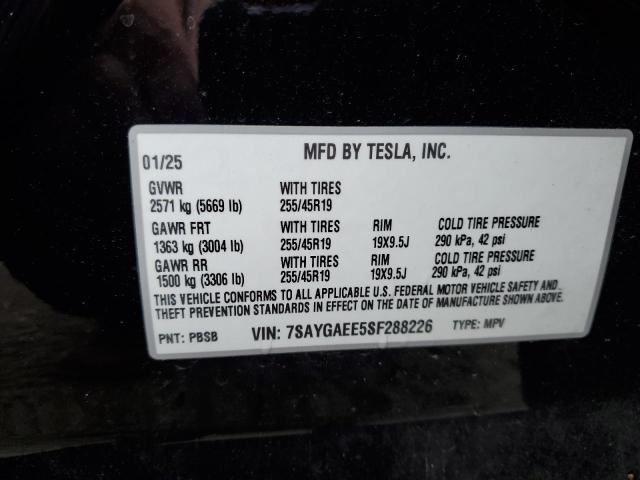 MFD BY TESLA, INC.
01/25
GVWR WITH TIRES
2571 kg (5669 lb) 255/45R19
GAWR FRT WITH TIRES RIM COLD TIRE PRESSURE
1363 kg (3004 lb) 255/45R19 19X9.5J 290 kPa, 42 psi
GAWR RR WITH TIRES RIM COLD TIRE PRESSURE
1500 kg (3306 lb) 255/45R19 19X9.5J 290 kPa, 42 psi
THIS VEHICLE CONFORMS TO ALL APPLICABLE U.S. FEDERAL MOTOR VEHICLE SAFETY AND
THEFT PREVENTION STANDARDS IN EFFECT ON THE DATE OF MANUFACTURE SHOWN ABOVE.
PNT: PBSB VIN: 7SAYGAEE5SF288226 TYPE: MPV